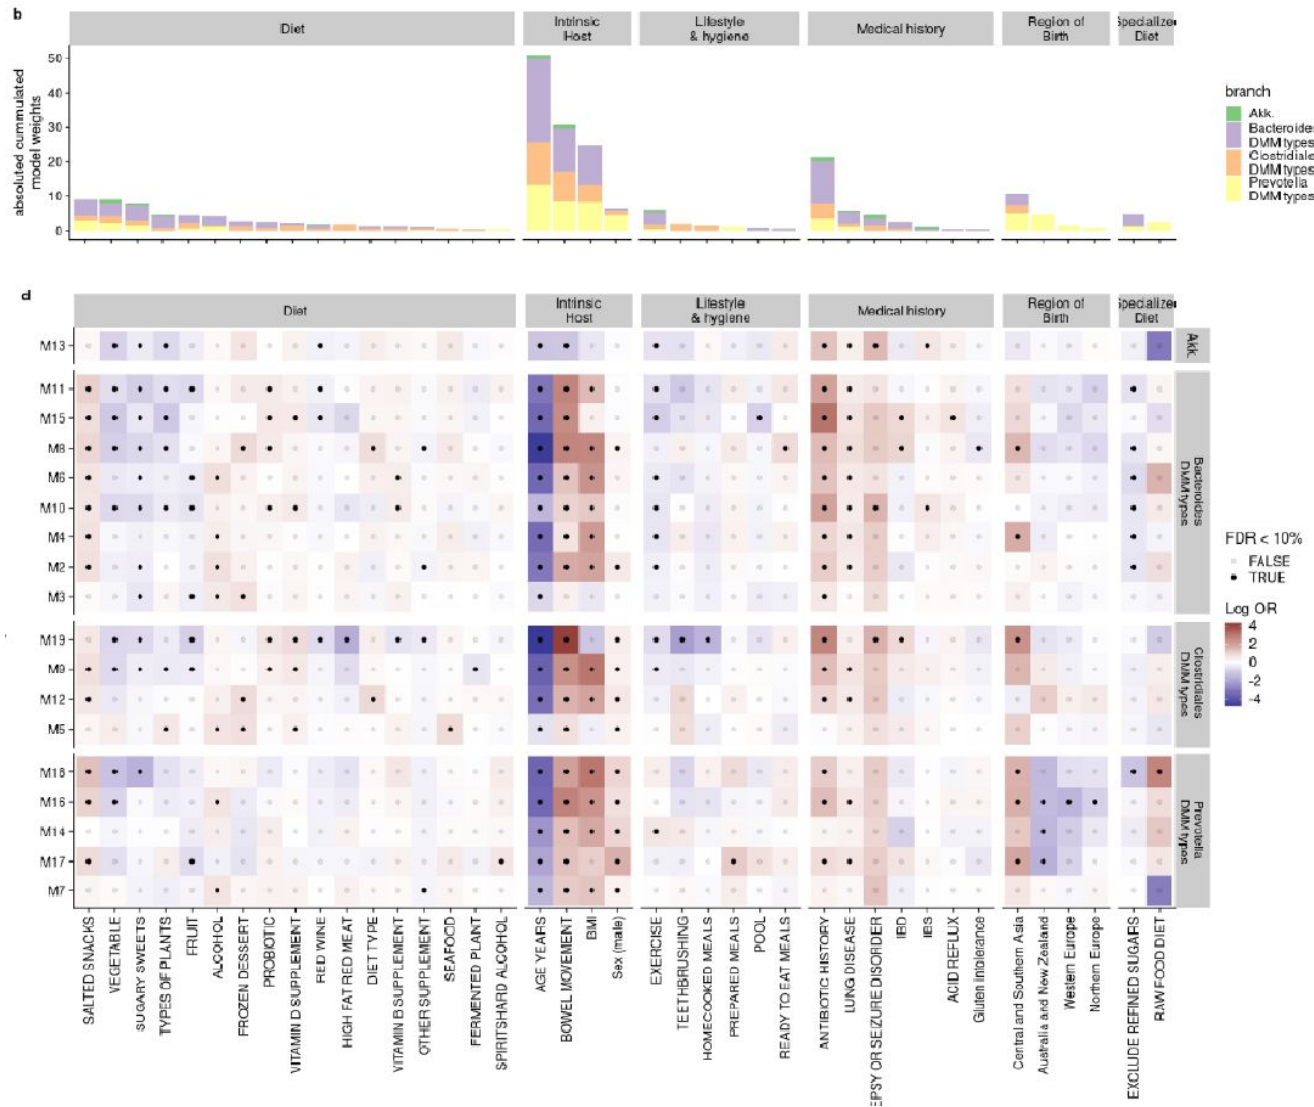 b
Diet
Intrinsic
Host
Lifestyle
& hygiene
Medical history
Region of
Birth
Specialized
Diet
absolute cummulated
model weights
50
40
30
20
10
0
branch
Akk.
Bacteroides
DMM types
Clostridiales
DMM types
Prevotella
DMM types
d
Diet
Intrinsic
Host
Lifestyle
& hygiene
Medical history
Region of
Birth
Specialized
Diet
M13
Akk.
M11
M15
M8
M6
M10
M4
M2
M3
Bacteroides
DMM types
M19
M9
M12
M5
Clostridiales
DMM types
M18
M16
M14
M17
M7
Prevotella
DMM types
FDR < 10%
FALSE
TRUE
Log OR
4
2
0
-2
-4
SALTED SNACKS
VEGETABLE
SUGARY SWEETS
TYPES OF PLANTS
FRUIT
ALCOHOL
FROZEN DESSERT
PROBIOTIC
VITAMIN D SUPPLEMENT
RED WINE
HIGH FAT RED MEAT
DIET TYPE
VITAMIN B SUPPLEMENT
OTHER SUPPLEMENT
SEAFOOD
FERMENTED PLANT
SPIRITSHARD ALCOHOL
AGE YEARS
BOWEL MOVEMENT
BMI
Sex (male)
EXERCISE
TEETHBRUSHING
HOMECOOKED MEALS
PREPARED MEALS
POOL
READY TO EAT MEALS
ANTIBIOTIC HISTORY
LUNG DISEASE
EPSY OR SEIZURE DISORDER
IBD
IBS
ACID REFLUX
Gluten intolerance
Central and Southern Asia
Australia and New Zealand
Western Europe
Northern Europe
EXCLUDE REFINED SUGARS
RAW FOOD DIET